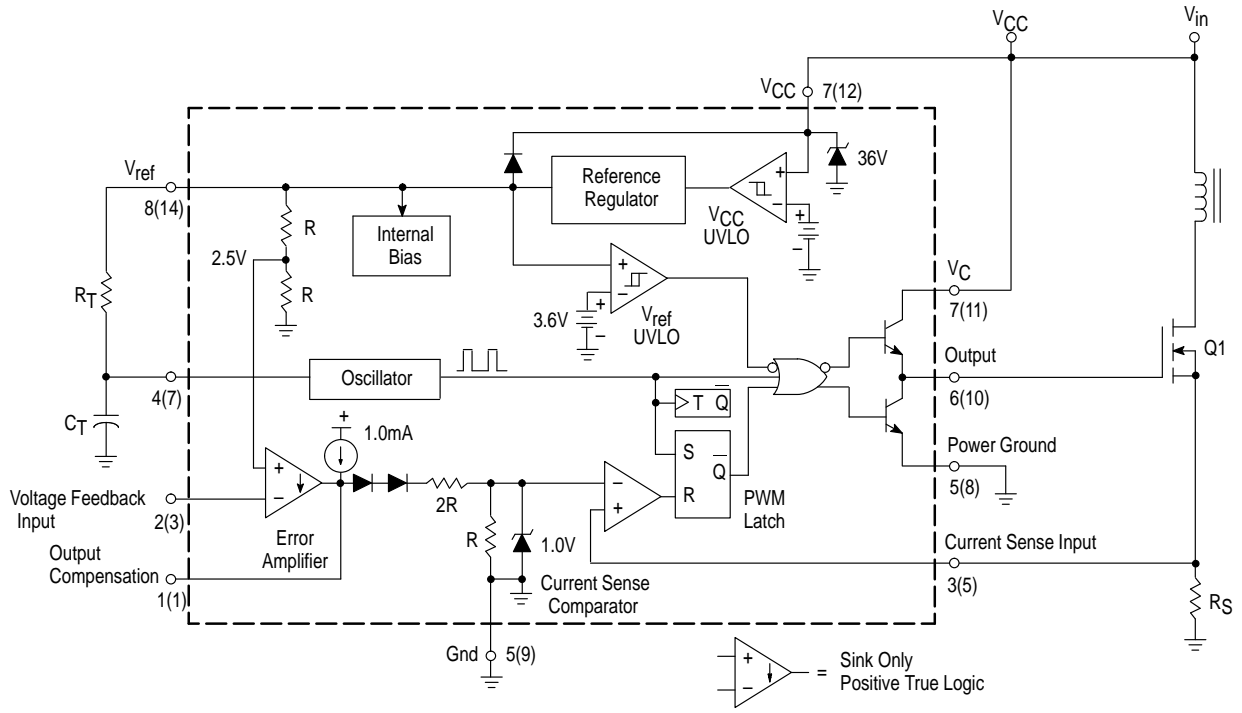 VCC
Vin
VCC
7(12)
Vref
8(14)
36V
Reference
Regulator
+
−
VCC
UVLO
+
−
R
Internal
Bias
2.5V
R
RT
+
−
3.6V
+
−
Vref
UVLO
VC
7(11)
Oscillator
Output
6(10)
Q1
4(7)
CT
T Q
+
1.0mA
S
Q
R
Power Ground
5(8)
+
−
Voltage Feedback
Input
2(3)
2R
−
+
PWM
Latch
Error
Amplifier
R
1.0V
Output
Compensation
1(1)
Current Sense
Comparator
Current Sense Input
3(5)
RS
Gnd
5(9)
+
−
=
Sink Only
Positive True Logic